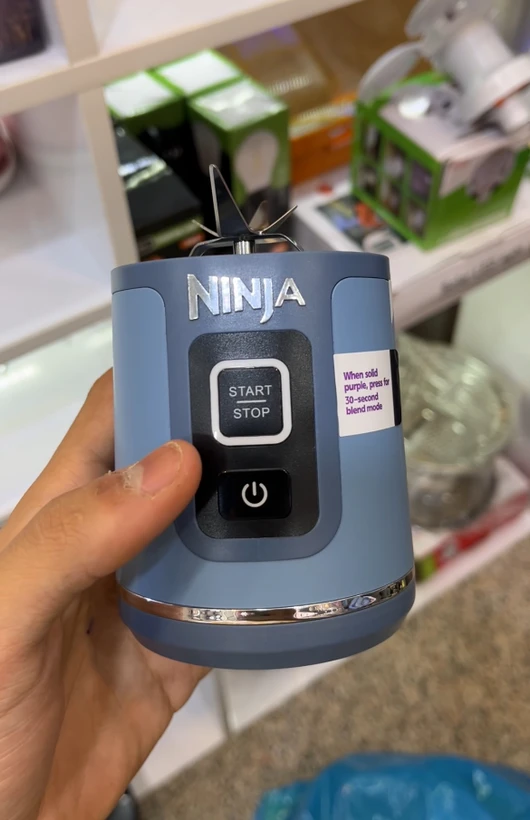 NINJA
START
STOP
When solid
purple, press for
30-second
blend mode